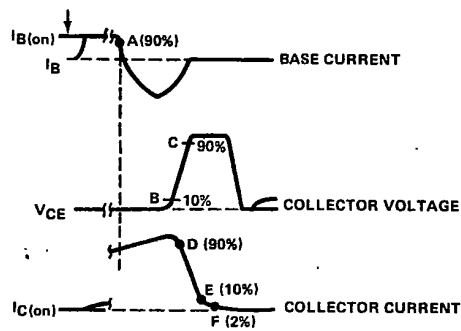 IB(on)
A (90%)
IB
BASE CURRENT
C
90%
B
10%
VCE
COLLECTOR VOLTAGE
D (90%)
E (10%)
IC(on)
COLLECTOR CURRENT
F (2%)